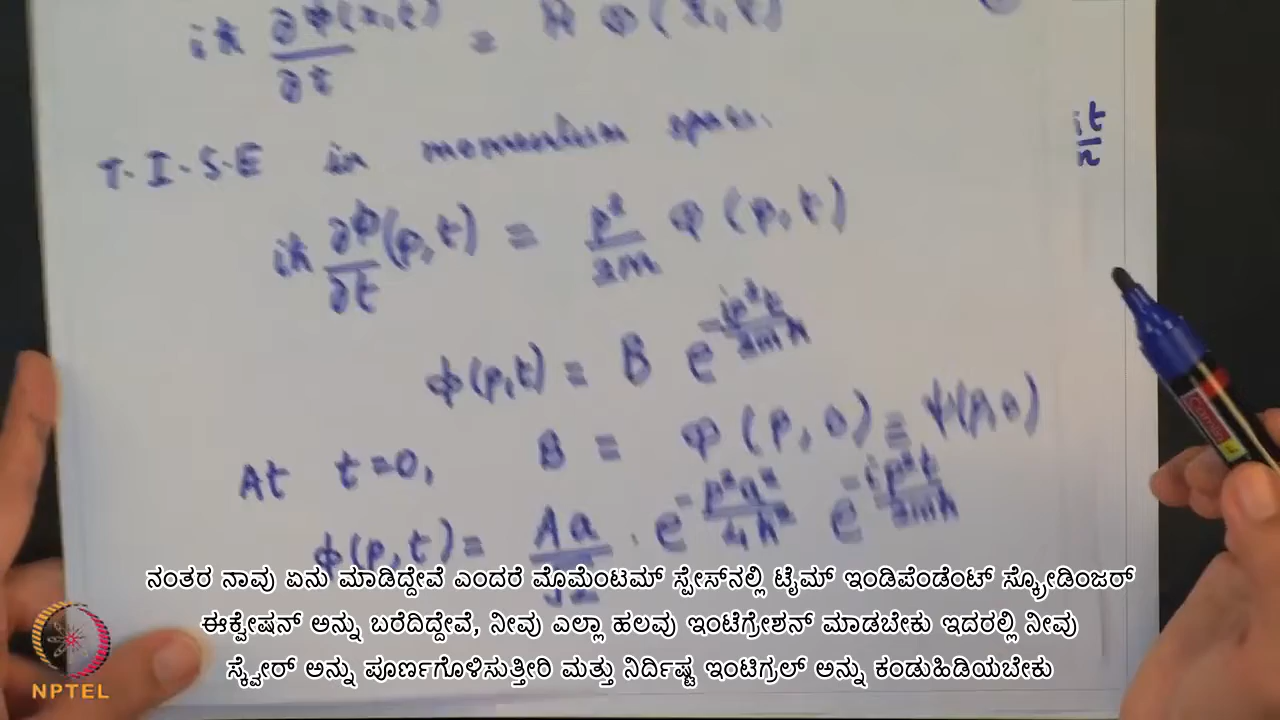 iħ ∂ψ(x,t)/∂t = H ψ(x,t)
T.I.S.E in momentum space.
iħ ∂ϕ/∂t (p,t) = p²/2m ϕ(p,t)
ϕ(p,t) = B e^{-ip²t/2mħ}
At t=0, B = ϕ(p,0) = ψ(p,0)
ϕ(p,t) = Aa/√2 · e^{-p²a²/4ħ²} e^{-ip²t/2mħ}
ನಂತರ ನಾವು ಏನು ಮಾಡಿದ್ದೇವೆ ಎಂದರೆ ಮೊಮೆಂಟಮ್ ಸ್ಪೇಸ್‌ನಲ್ಲಿ ಟೈಮ್ ಇಂಡಿಪೆಂಡೆಂಟ್ ಸ್ಕ್ರೋಡಿಂಜರ್
ಈಕ್ವೇಷನ್ ಅನ್ನು ಬರೆದಿದ್ದೇವೆ, ನೀವು ಎಲ್ಲಾ ಹಲವು ಇಂಟೆಗ್ರೇಶನ್ ಮಾಡಬೇಕು ಇದರಲ್ಲಿ ನೀವು
ಸ್ಕ್ವೇರ್ ಅನ್ನು ಪೂರ್ಣಗೊಳಿಸುತ್ತೀರಿ ಮತ್ತು ನಿರ್ದಿಷ್ಟ ಇಂಟಿಗ್ರಲ್ ಅನ್ನು ಕಂಡುಹಿಡಿಯಬೇಕು
NPTEL